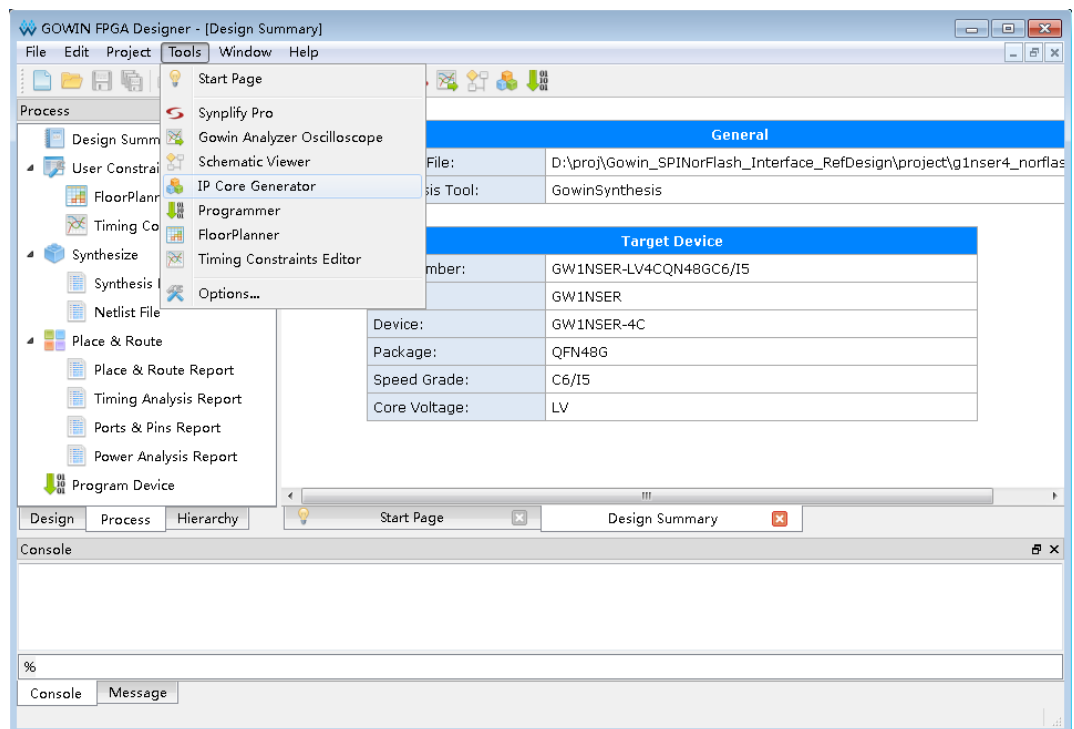 GOWIN FPGA Designer - [Design Summary]
File Edit Project Tools Window Help
Start Page
Synplify Pro
Gowin Analyzer Oscilloscope
Schematic Viewer
IP Core Generator
Programmer
FloorPlanner
Timing Constraints Editor
Options...
Process
Design Summ
User Constrai
FloorPlanr
Timing Co
Synthesize
Synthesis
Netlist File
Place & Route
Place & Route Report
Timing Analysis Report
Ports & Pins Report
Power Analysis Report
Program Device
Design Process Hierarchy
General
File: D:\proj\Gowin_SPINorFlash_Interface_RefDesign\project\g1nser4_norflas
sis Tool: GowinSynthesis
Target Device
mber: GW1NSER-LV4CQN48GC6/I5
GW1NSER
Device: GW1NSER-4C
Package: QFN48G
Speed Grade: C6/I5
Core Voltage: LV
Start Page Design Summary
Console
%
Console Message